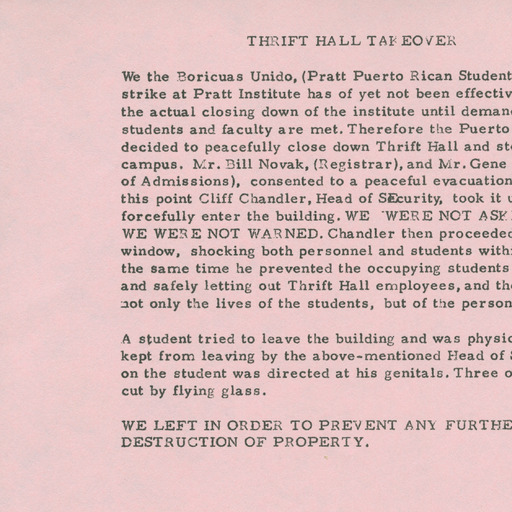 THRIFT HALL TAKEOVER
We the Boricuas Unido, (Pratt Puerto Rican Student
strike at Pratt Institute has of yet not been effectiv
the actual closing down of the institute until deman
students and faculty are met. Therefore the Puerto
decided to peacefully close down Thrift Hall and st
campus. Mr. Bill Novak, (Registrar), and Mr. Gene
of Admissions), consented to a peaceful evacuation
this point Cliff Chandler, Head of Security, took it u
forcefully enter the building. WE WERE NOT ASK
WE WERE NOT WARNED. Chandler then proceeded
window, shocking both personnel and students with
the same time he prevented the occupying students
and safely letting out Thrift Hall employees, and the
not only the lives of the students, but of the person
A student tried to leave the building and was physic
kept from leaving by the above-mentioned Head of S
on the student was directed at his genitals. Three o
cut by flying glass.
WE LEFT IN ORDER TO PREVENT ANY FURTHE
DESTRUCTION OF PROPERTY.